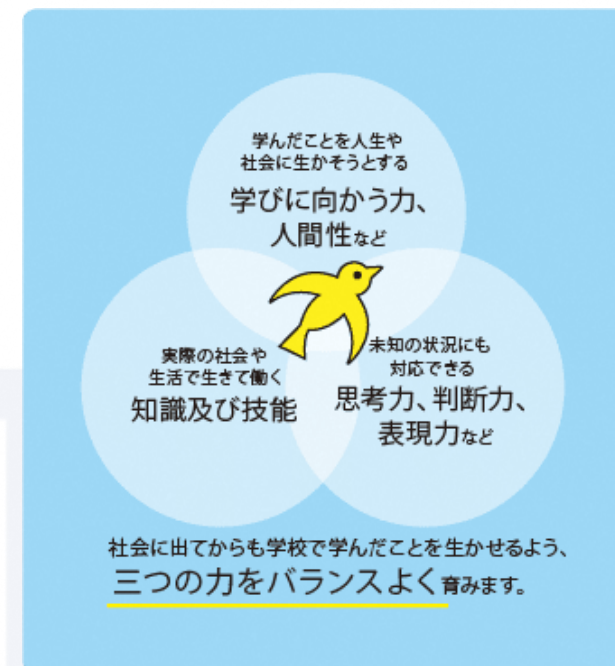 学んだことを人生や
社会に生かそうとする
学びに向かう力、
人間性など
実際の社会や
生活で生きて働く
知識及び技能
未知の状況にも
対応できる
思考力、判断力、
表現力など
社会に出てからも学校で学んだことを生かせるよう、
三つの力をバランスよく育みます。